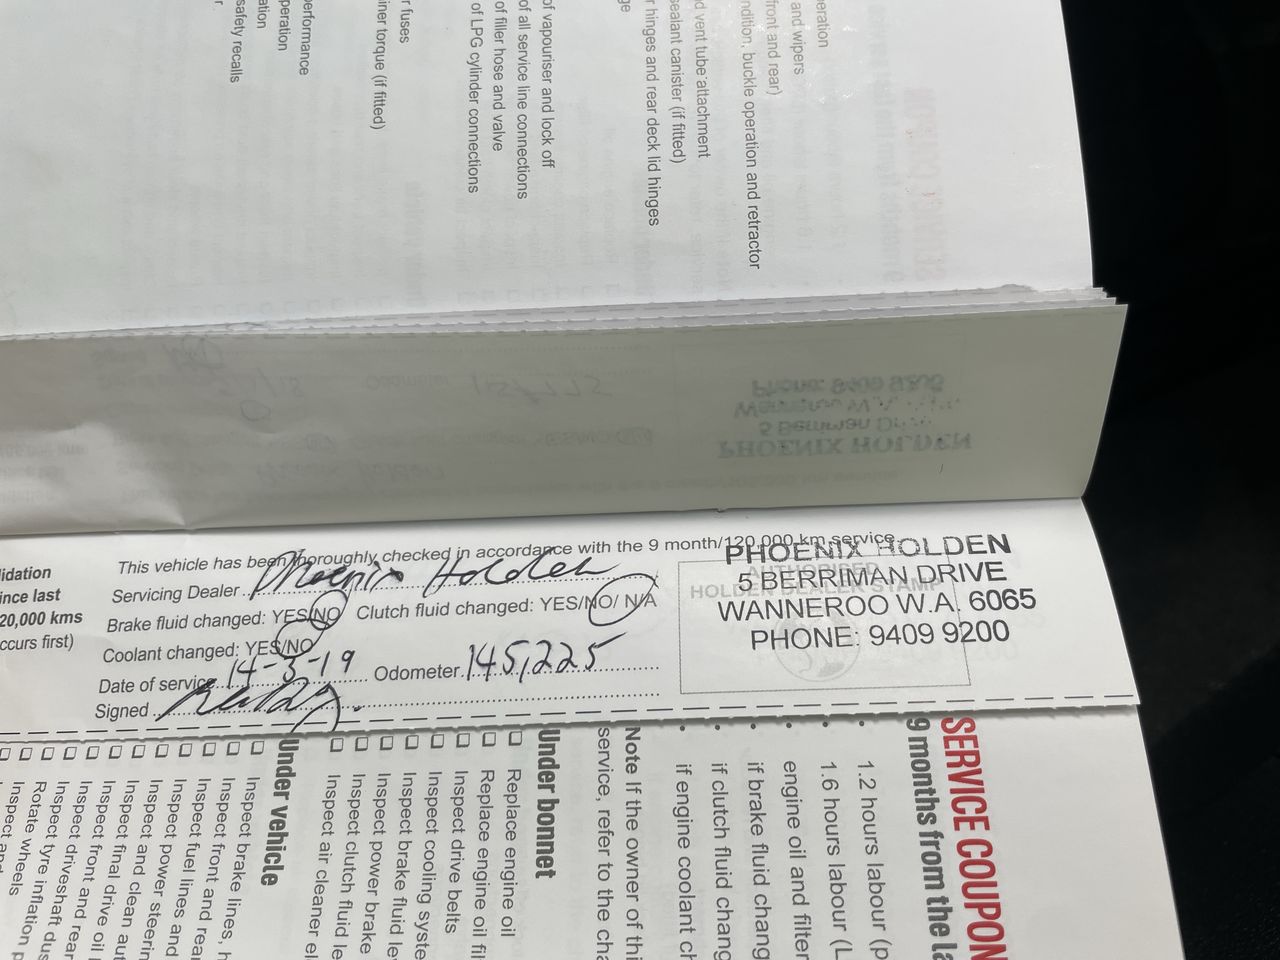 eration
and wipers
front and rear)
ndition, buckle operation and retractor
d vent tube attachment
sealant canister (if fitted)
r hinges and rear deck lid hinges
ge
of vapouriser and lock off
of all service line connections
of filler hose and valve
of LPG cylinder connections
r fuses
iner torque (if fitted)
erformance
peration
ation
safety recalls
r.
lidation
ince last
20,000 kms
ccurs first)
This vehicle has been thoroughly checked in accordance with the 9 month/120,000 km service.
Servicing Dealer Phoenix Holden
Brake fluid changed: YES/NO Clutch fluid changed: YES/NO/ N/A
Coolant changed: YES/NO
Date of service 14-3-19 Odometer 145,225
Signed
AUTHORISED
HOLDEN DEALER STAMP
PHOENIX HOLDEN
5 BERRIMAN DRIVE
WANNEROO W.A. 6065
PHONE: 9409 9200
SERVICE COUPON
9 months from the la
• 1.2 hours labour (p
• 1.6 hours labour (L
• engine oil and filter
• if brake fluid chang
• if clutch fluid chang
• if engine coolant ch
Note If the owner of thi
service, refer to the cha
Under bonnet
Replace engine oil
Replace engine oil fil
Inspect drive belts
Inspect cooling syste
Inspect brake fluid le
Inspect power brake
Inspect clutch fluid le
Inspect air cleaner el
Under vehicle
Inspect brake lines, h
Inspect front and rear
Inspect fuel lines and
Inspect power steerin
Inspect and clean aut
Inspect final drive oil
Inspect front and rear
Inspect driveshaft dus
Inspect tyre inflation p
Rotate wheels
Inspect and